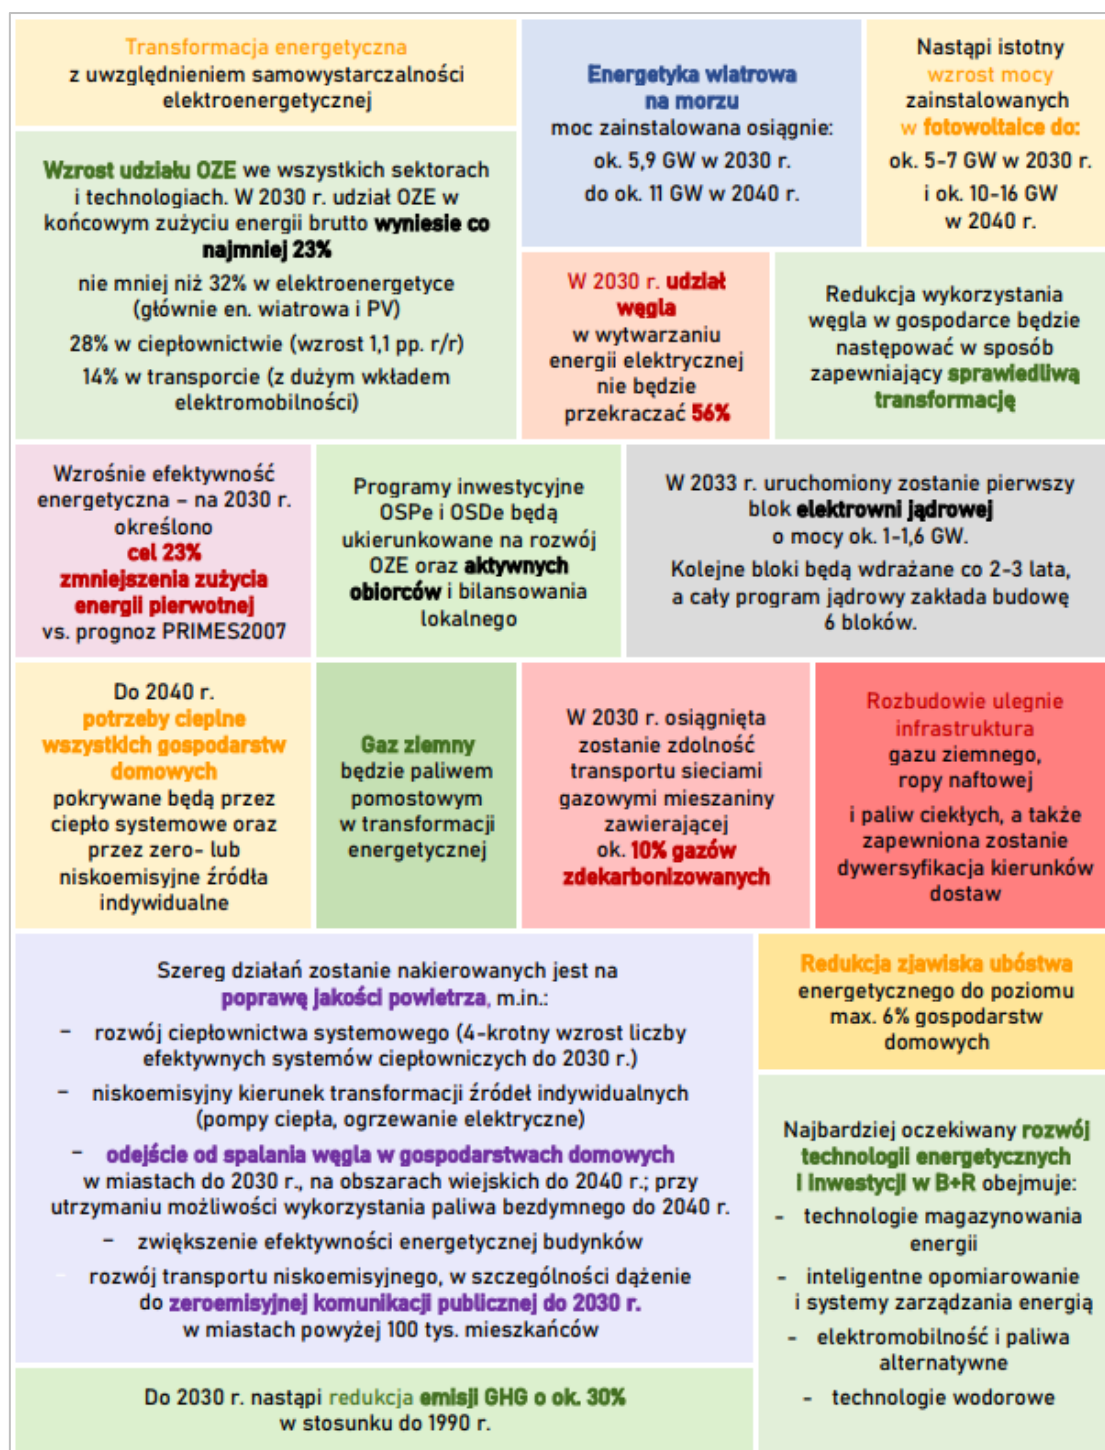 Transformacja energetyczna
z uwzględnieniem samowystarczalności
elektroenergetycznej
Energetyka wiatrowa
na morzu
moc zainstalowana osiągnie:
ok. 5,9 GW w 2030 r.
do ok. 11 GW w 2040 r.
Nastąpi istotny
wzrost mocy
zainstalowanych
w fotowoltaice do:
ok. 5-7 GW w 2030 r.
i ok. 10-16 GW
w 2040 r.
Wzrost udziału OZE we wszystkich sektorach
i technologiach. W 2030 r. udział OZE w
końcowym zużyciu energii brutto wyniesie co
najmniej 23%
nie mniej niż 32% w elektroenergetyce
(głównie en. wiatrowa i PV)
28% w ciepłownictwie (wzrost 1,1 pp. r/r)
14% w transporcie (z dużym wkładem
elektromobilności)
W 2030 r. udział
węgla
w wytwarzaniu
energii elektrycznej
nie będzie
przekraczać 56%
Redukcja wykorzystania
węgla w gospodarce będzie
następować w sposób
zapewniający sprawiedliwą
transformację
Wzrośnie efektywność
energetyczna – na 2030 r.
określono
cel 23%
zmniejszenia zużycia
energii pierwotnej
vs. prognoz PRIMES2007
Programy inwestycyjne
OSPe i OSDe będą
ukierunkowane na rozwój
OZE oraz aktywnych
obiorców i bilansowania
lokalnego
W 2033 r. uruchomiony zostanie pierwszy
blok elektrowni jądrowej
o mocy ok. 1-1,6 GW.
Kolejne bloki będą wdrażane co 2-3 lata,
a cały program jądrowy zakłada budowę
6 bloków.
Do 2040 r.
potrzeby cieplne
wszystkich gospodarstw
domowych
pokrywane będą przez
ciepło systemowe oraz
przez zero- lub
niskoemisyjne źródła
indywidualne
Gaz ziemny
będzie paliwem
pomostowym
w transformacji
energetycznej
W 2030 r. osiągnięta
zostanie zdolność
transportu sieciami
gazowymi mieszaniny
zawierającej
ok. 10% gazów
zdekarbonizowanych
Rozbudowie ulegnie
infrastruktura
gazu ziemnego,
ropy naftowej
i paliw ciekłych, a także
zapewniona zostanie
dywersyfikacja kierunków
dostaw
Szereg działań zostanie nakierowanych jest na
poprawę jakości powietrza, m.in.:
– rozwój ciepłownictwa systemowego (4-krotny wzrost liczby
efektywnych systemów ciepłowniczych do 2030 r.)
– niskoemisyjny kierunek transformacji źródeł indywidualnych
(pompy ciepła, ogrzewanie elektryczne)
– odejście od spalania węgla w gospodarstwach domowych
w miastach do 2030 r., na obszarach wiejskich do 2040 r.; przy
utrzymaniu możliwości wykorzystania paliwa bezdymnego do 2040 r.
– zwiększenie efektywności energetycznej budynków
– rozwój transportu niskoemisyjnego, w szczególności dążenie
do zeroemisyjnej komunikacji publicznej do 2030 r.
w miastach powyżej 100 tys. mieszkańców
Redukcja zjawiska ubóstwa
energetycznego do poziomu
max. 6% gospodarstw
domowych
Najbardziej oczekiwany rozwój
technologii energetycznych
i inwestycji w B+R obejmuje:
- technologie magazynowania
energii
- inteligentne opomiarowanie
i systemy zarządzania energią
- elektromobilność i paliwa
alternatywne
- technologie wodorowe
Do 2030 r. nastąpi redukcja emisji GHG o ok. 30%
w stosunku do 1990 r.